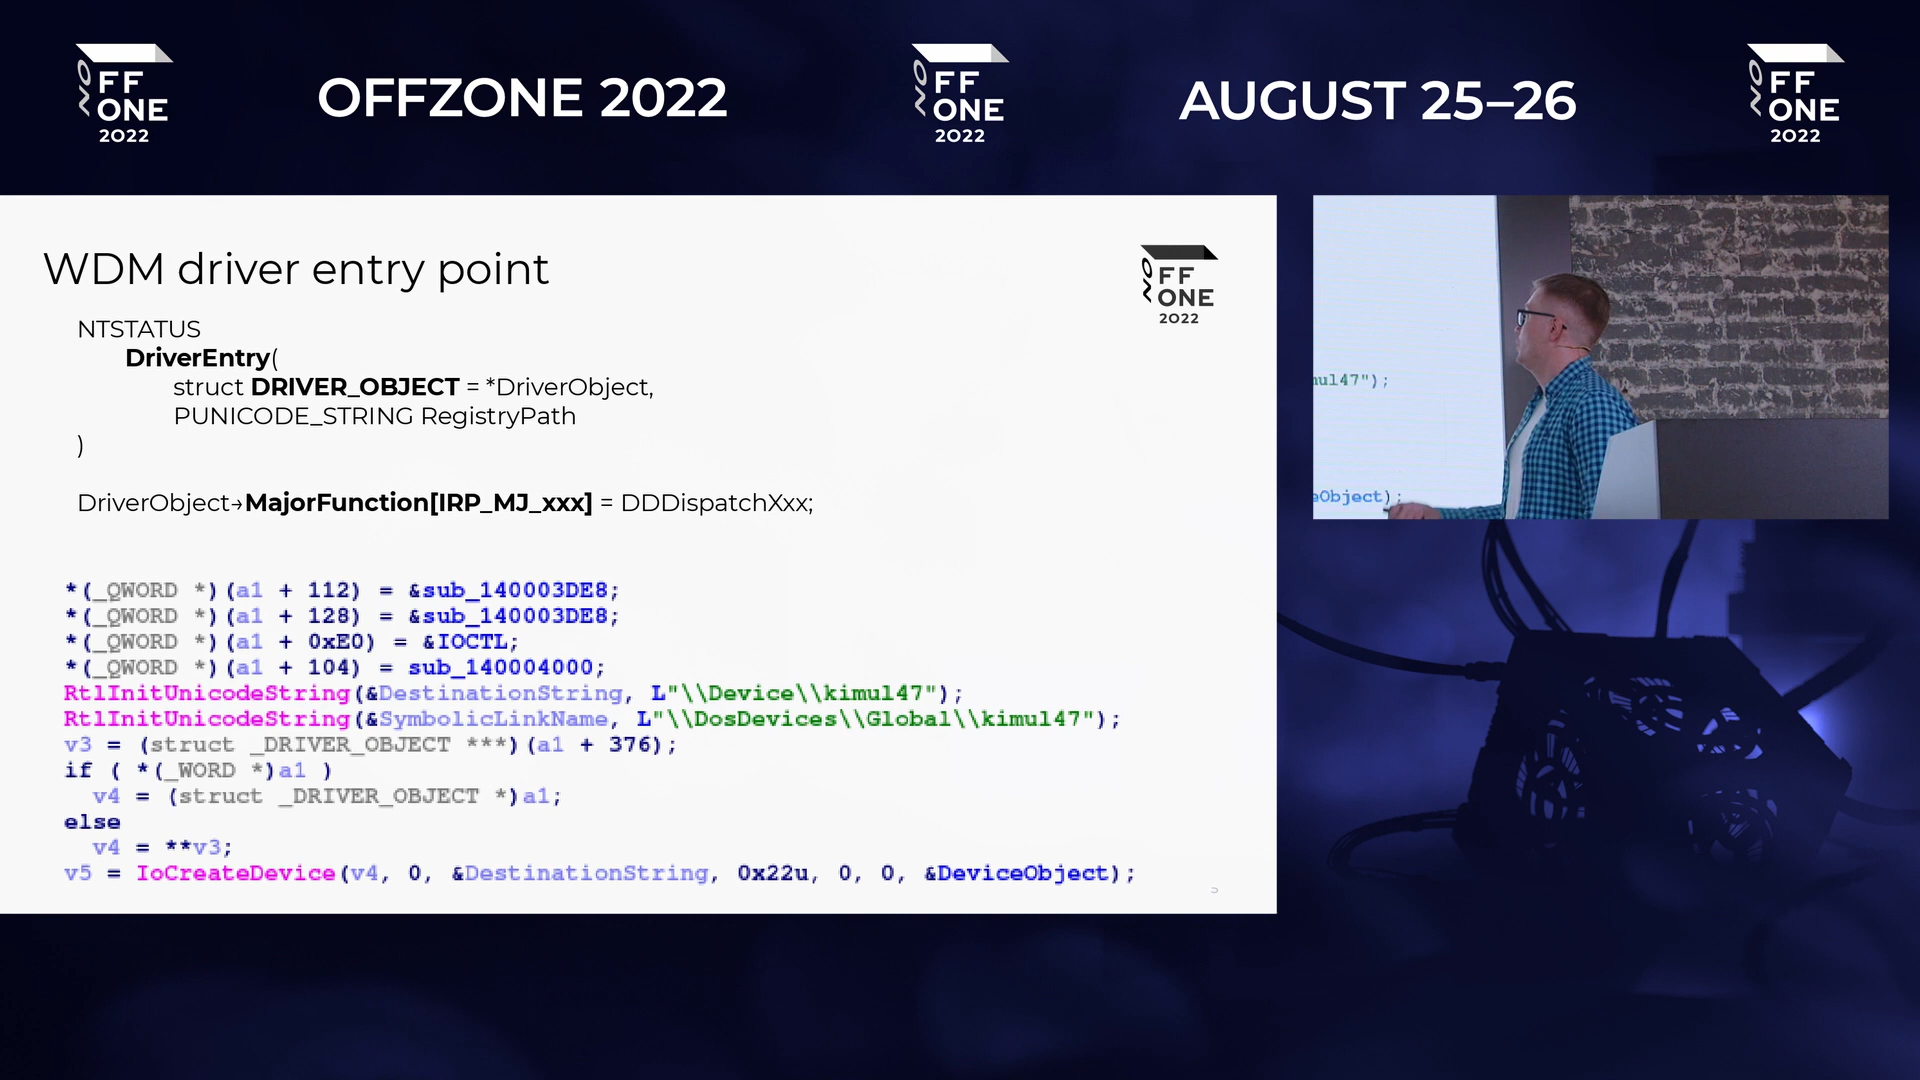 OFF
ZONE
2022
OFFZONE 2022
OFF
ZONE
2022
AUGUST 25–26
OFF
ZONE
2022
WDM driver entry point
OFF
ZONE
2022
NTSTATUS
DriverEntry(
struct DRIVER_OBJECT = *DriverObject,
PUNICODE_STRING RegistryPath
)
DriverObject→MajorFunction[IRP_MJ_xxx] = DDDispatchXxx;
*(_QWORD *)(a1 + 112) = &sub_140003DE8;
*(_QWORD *)(a1 + 128) = &sub_140003DE8;
*(_QWORD *)(a1 + 0xE0) = &IOCTL;
*(_QWORD *)(a1 + 104) = sub_140004000;
RtlInitUnicodeString(&DestinationString, L"\\Device\\kimul47");
RtlInitUnicodeString(&SymbolicLinkName, L"\\DosDevices\\Global\\kimul47");
v3 = (struct _DRIVER_OBJECT ***)(a1 + 376);
if ( *(_WORD *)a1 )
v4 = (struct _DRIVER_OBJECT *)a1;
else
v4 = **v3;
v5 = IoCreateDevice(v4, 0, &DestinationString, 0x22u, 0, 0, &DeviceObject);
mul47");
eObject);